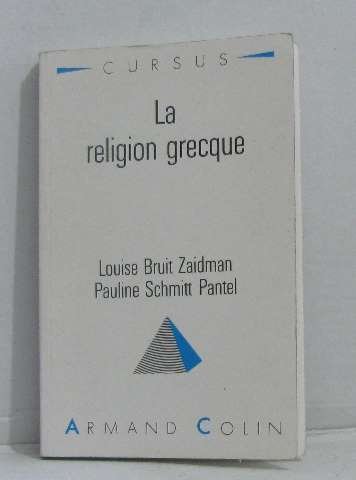 CURSUS
La
religion grecque
Louise Bruit Zaidman
Pauline Schmitt Pantel
ARMAND COLIN